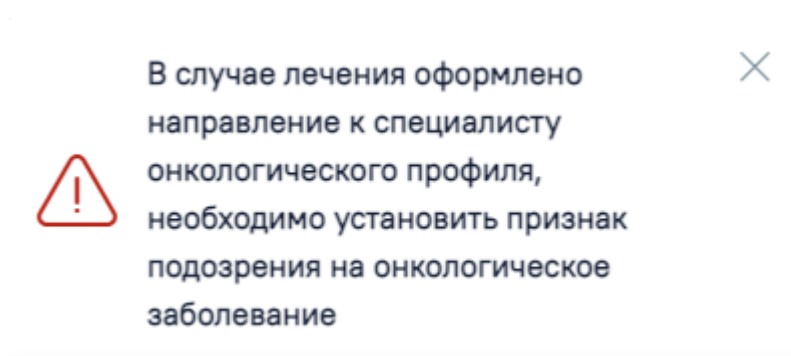 В случае лечения оформлено
направление к специалисту
онкологического профиля,
необходимо установить признак
подозрения на онкологическое
заболевание